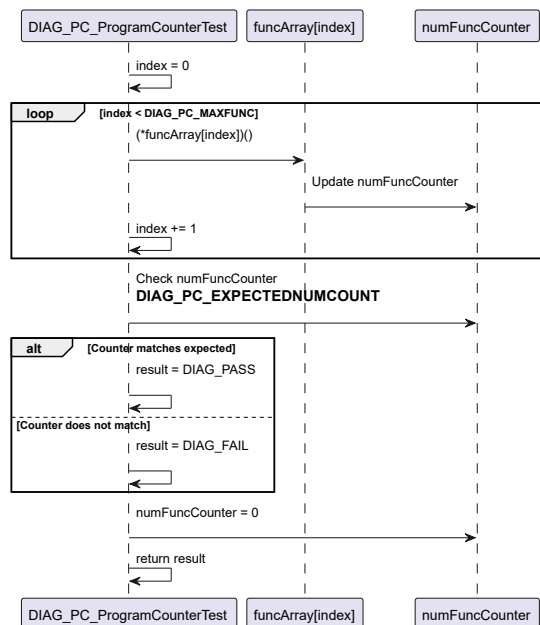 DIAG_PC_ProgramCounterTest funcArray[index] numFuncCounter
index = 0
loop [index < DIAG_PC_MAXFUNC]
(*funcArray[index])()
Update numFuncCounter
index += 1
Check numFuncCounter
DIAG_PC_EXPECTEDNUMCOUNT
alt [Counter matches expected]
result = DIAG_PASS
[Counter does not match]
result = DIAG_FAIL
numFuncCounter = 0
return result
DIAG_PC_ProgramCounterTest funcArray[index] numFuncCounter